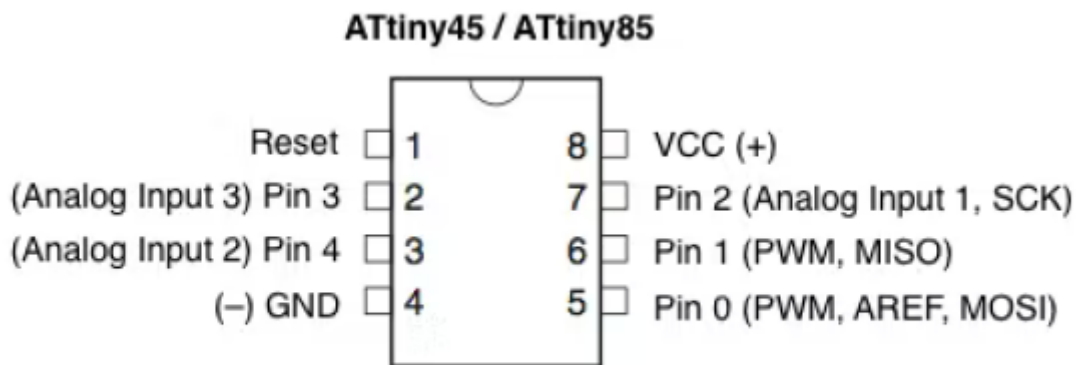 ATtiny45 / ATtiny85
Reset 1 8 VCC (+)
(Analog Input 3) Pin 3 2 7 Pin 2 (Analog Input 1, SCK)
(Analog Input 2) Pin 4 3 6 Pin 1 (PWM, MISO)
(–) GND 4 5 Pin 0 (PWM, AREF, MOSI)